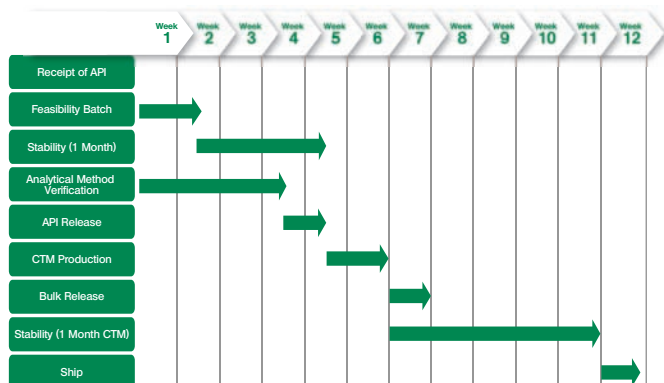 Week
1
Week
2
Week
3
Week
4
Week
5
Week
6
Week
7
Week
8
Week
9
Week
10
Week
11
Week
12
Receipt of API
Feasibility Batch
Stability (1 Month)
Analytical Method
Verification
API Release
CTM Production
Bulk Release
Stability (1 Month CTM)
Ship